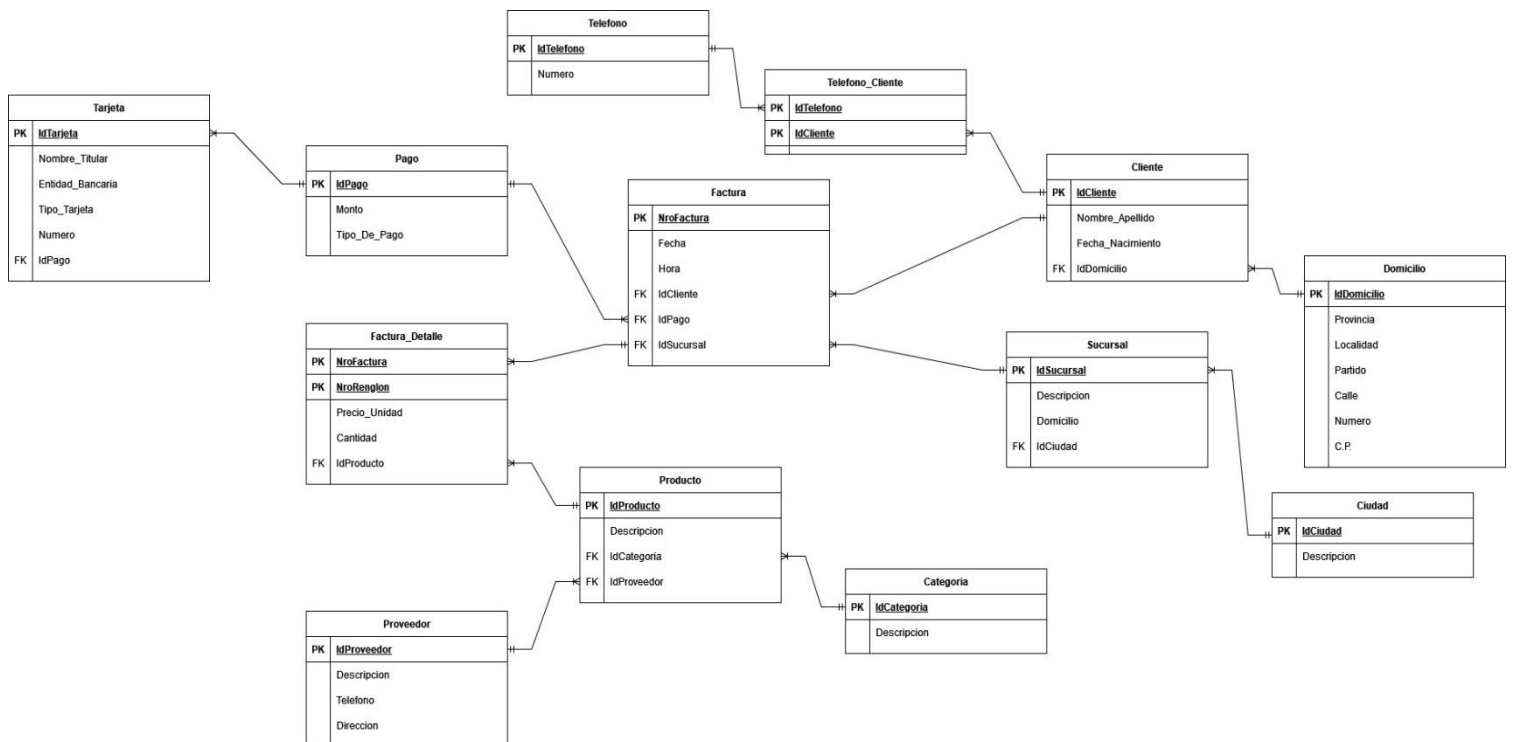 Telefono
PK IdTelefono
Numero
Telefono_Cliente
PK IdTelefono
PK IdCliente
Tarjeta
PK IdTarjeta
Nombre_Titular
Entidad_Bancaria
Tipo_Tarjeta
Numero
FK IdPago
Pago
PK IdPago
Monto
Tipo_De_Pago
Factura
PK NroFactura
Fecha
Hora
FK IdCliente
FK IdPago
FK IdSucursal
Cliente
PK IdCliente
Nombre_Apellido
Fecha_Nacimiento
FK IdDomicilio
Domicilio
PK IdDomicilio
Provincia
Localidad
Partido
Calle
Numero
C.P.
Factura_Detalle
PK NroFactura
PK NroRenglon
Precio_Unidad
Cantidad
FK IdProducto
Sucursal
PK IdSucursal
Descripcion
Domicilio
FK IdCiudad
Producto
PK IdProducto
Descripcion
FK IdCategoria
FK IdProveedor
Ciudad
PK IdCiudad
Descripcion
Categoria
PK IdCategoria
Descripcion
Proveedor
PK IdProveedor
Descripcion
Telefono
Direccion